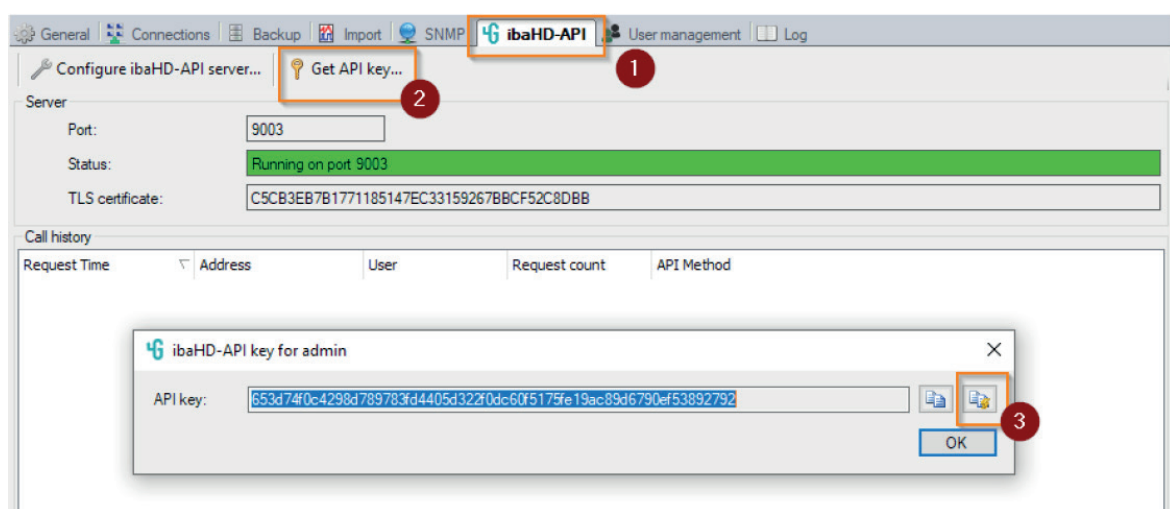 General Connections Backup Import SNMP ibaHD-API User management Log
1
Configure ibaHD-API server... Get API key...
2
Server
Port: 9003
Status: Running on port 9003
TLS certificate: C5CB3EB7B1771185147EC33159267BBCF52C8DBB
Call history
Request Time Address User Request count API Method
ibaHD-API key for admin
API key: 653d74f0c4298d789783fd4405d322f0dc60f5175fe19ac89d6790ef53892792
3
OK